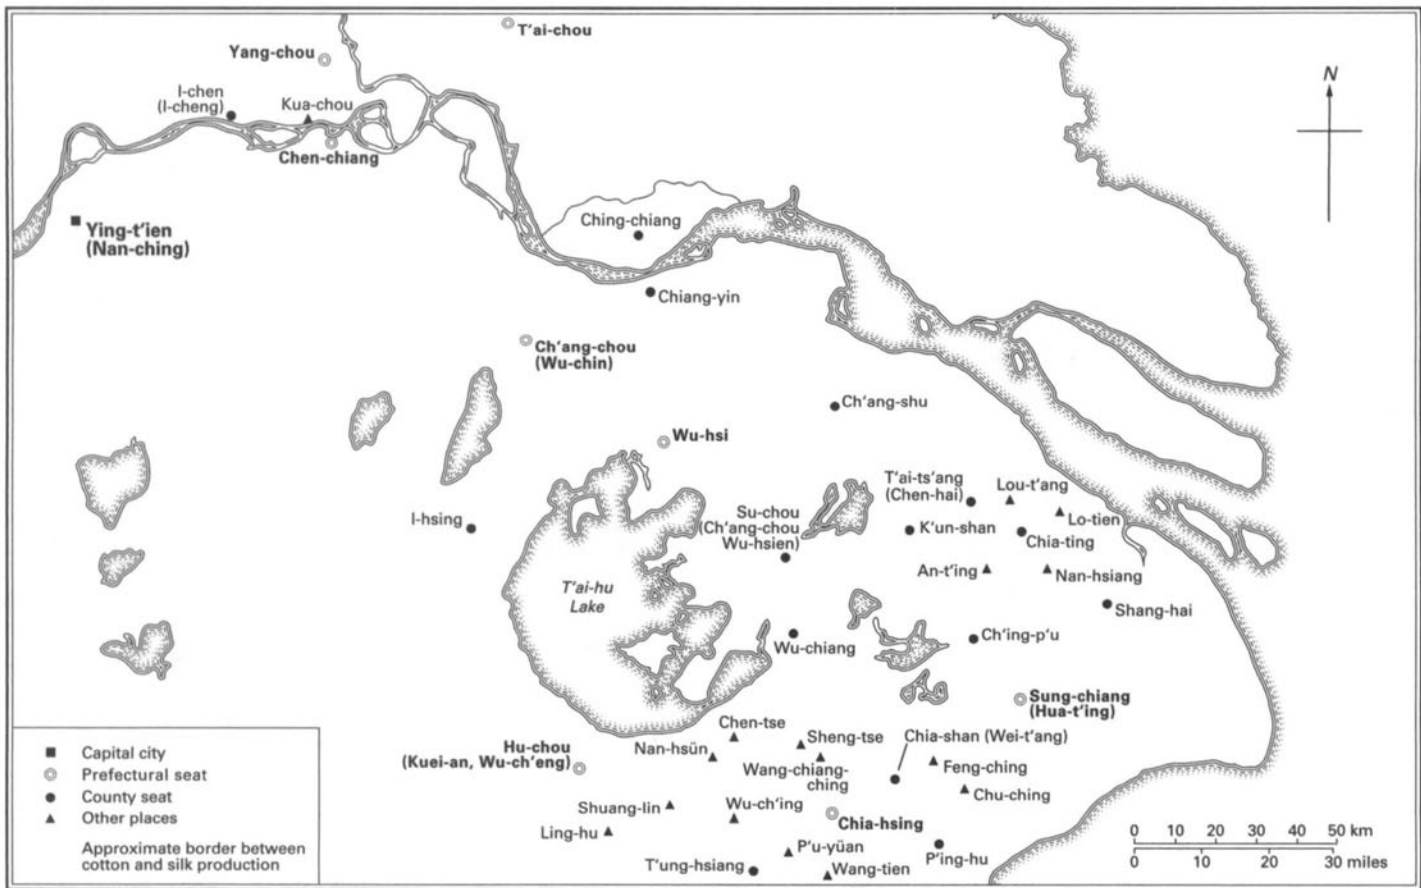 T'ai-chou
Yang-chou
N
I-chen
(I-cheng)
Kua-chou
Chen-chiang
Ying-t'ien
(Nan-ching)
Ching-chiang
Chiang-yin
Ch'ang-chou
(Wu-chin)
Ch'ang-shu
Wu-hsi
T'ai-ts'ang
(Chen-hai)
Lou-t'ang
Lo-tien
I-hsing
Su-chou
(Ch'ang-chou
Wu-hsien)
K'un-shan
Chia-ting
An-t'ing
Nan-hsiang
T'ai-hu
Lake
Shang-hai
Wu-chiang
Ch'ing-p'u
Sung-chiang
(Hua-t'ing)
Chen-tse
Sheng-tse
Chia-shan (Wei-t'ang)
Hu-chou
(Kuei-an, Wu-ch'eng)
Nan-hsün
Wang-chiang-
ching
Feng-ching
Chu-ching
Shuang-lin
Wu-ch'ing
Ling-hu
Chia-hsing
P'u-yüan
P'ing-hu
T'ung-hsiang
Wang-tien
Capital city
Prefectural seat
County seat
Other places
Approximate border between
cotton and silk production
0 10 20 30 40 50 km
0 10 20 30 miles